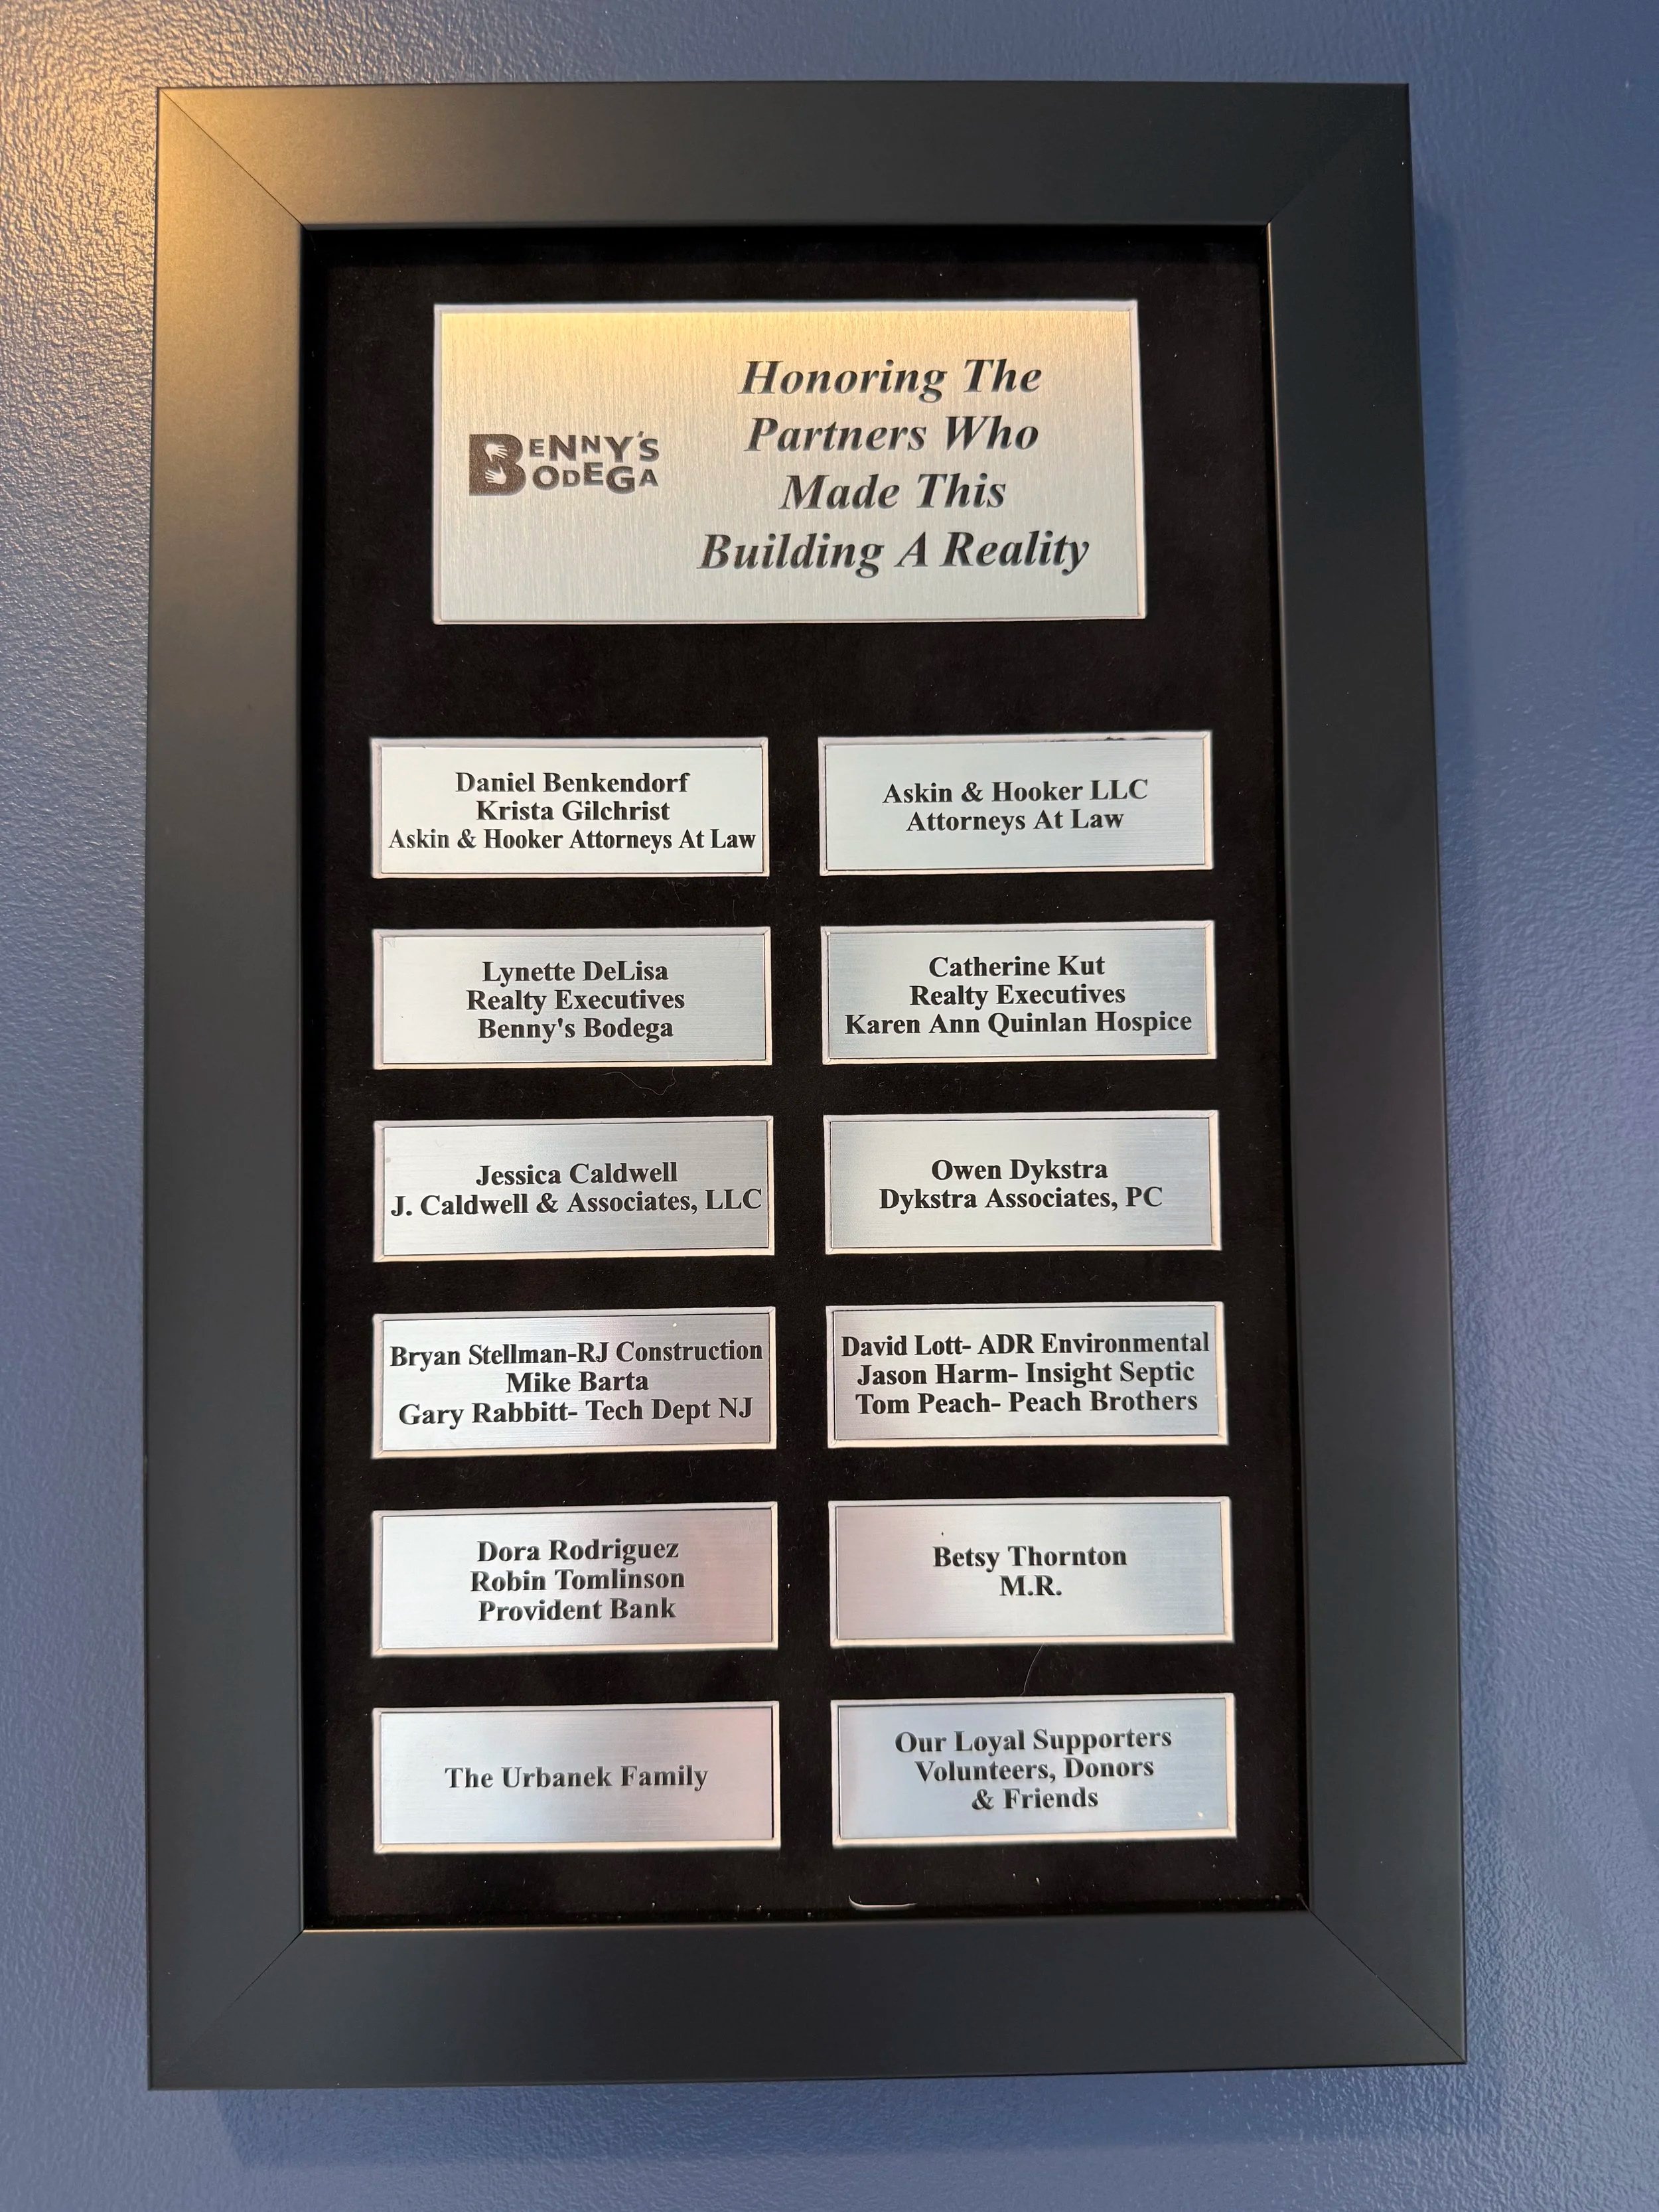 BENNY'S
BODEGA
Honoring The
Partners Who
Made This
Building A Reality
Daniel Benkendorf
Krista Gilchrist
Askin & Hooker Attorneys At Law
Askin & Hooker LLC
Attorneys At Law
Lynette DeLisa
Realty Executives
Benny's Bodega
Catherine Kut
Realty Executives
Karen Ann Quinlan Hospice
Jessica Caldwell
J. Caldwell & Associates, LLC
Owen Dykstra
Dykstra Associates, PC
Bryan Stellman-RJ Construction
Mike Barta
Gary Rabbitt- Tech Dept NJ
David Lott- ADR Environmental
Jason Harm- Insight Septic
Tom Peach- Peach Brothers
Dora Rodriguez
Robin Tomlinson
Provident Bank
Betsy Thornton
M.R.
The Urbanek Family
Our Loyal Supporters
Volunteers, Donors
& Friends